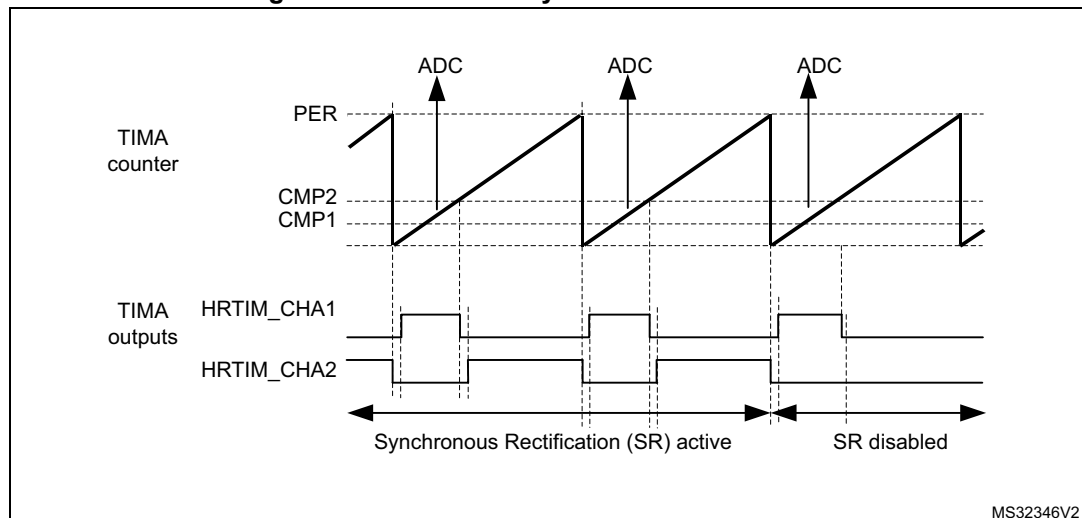 ADC ADC ADC
PER
TIMA
counter
CMP2
CMP1
TIMA
outputs
HRTIM_CHA1
HRTIM_CHA2
Synchronous Rectification (SR) active SR disabled
MS32346V2